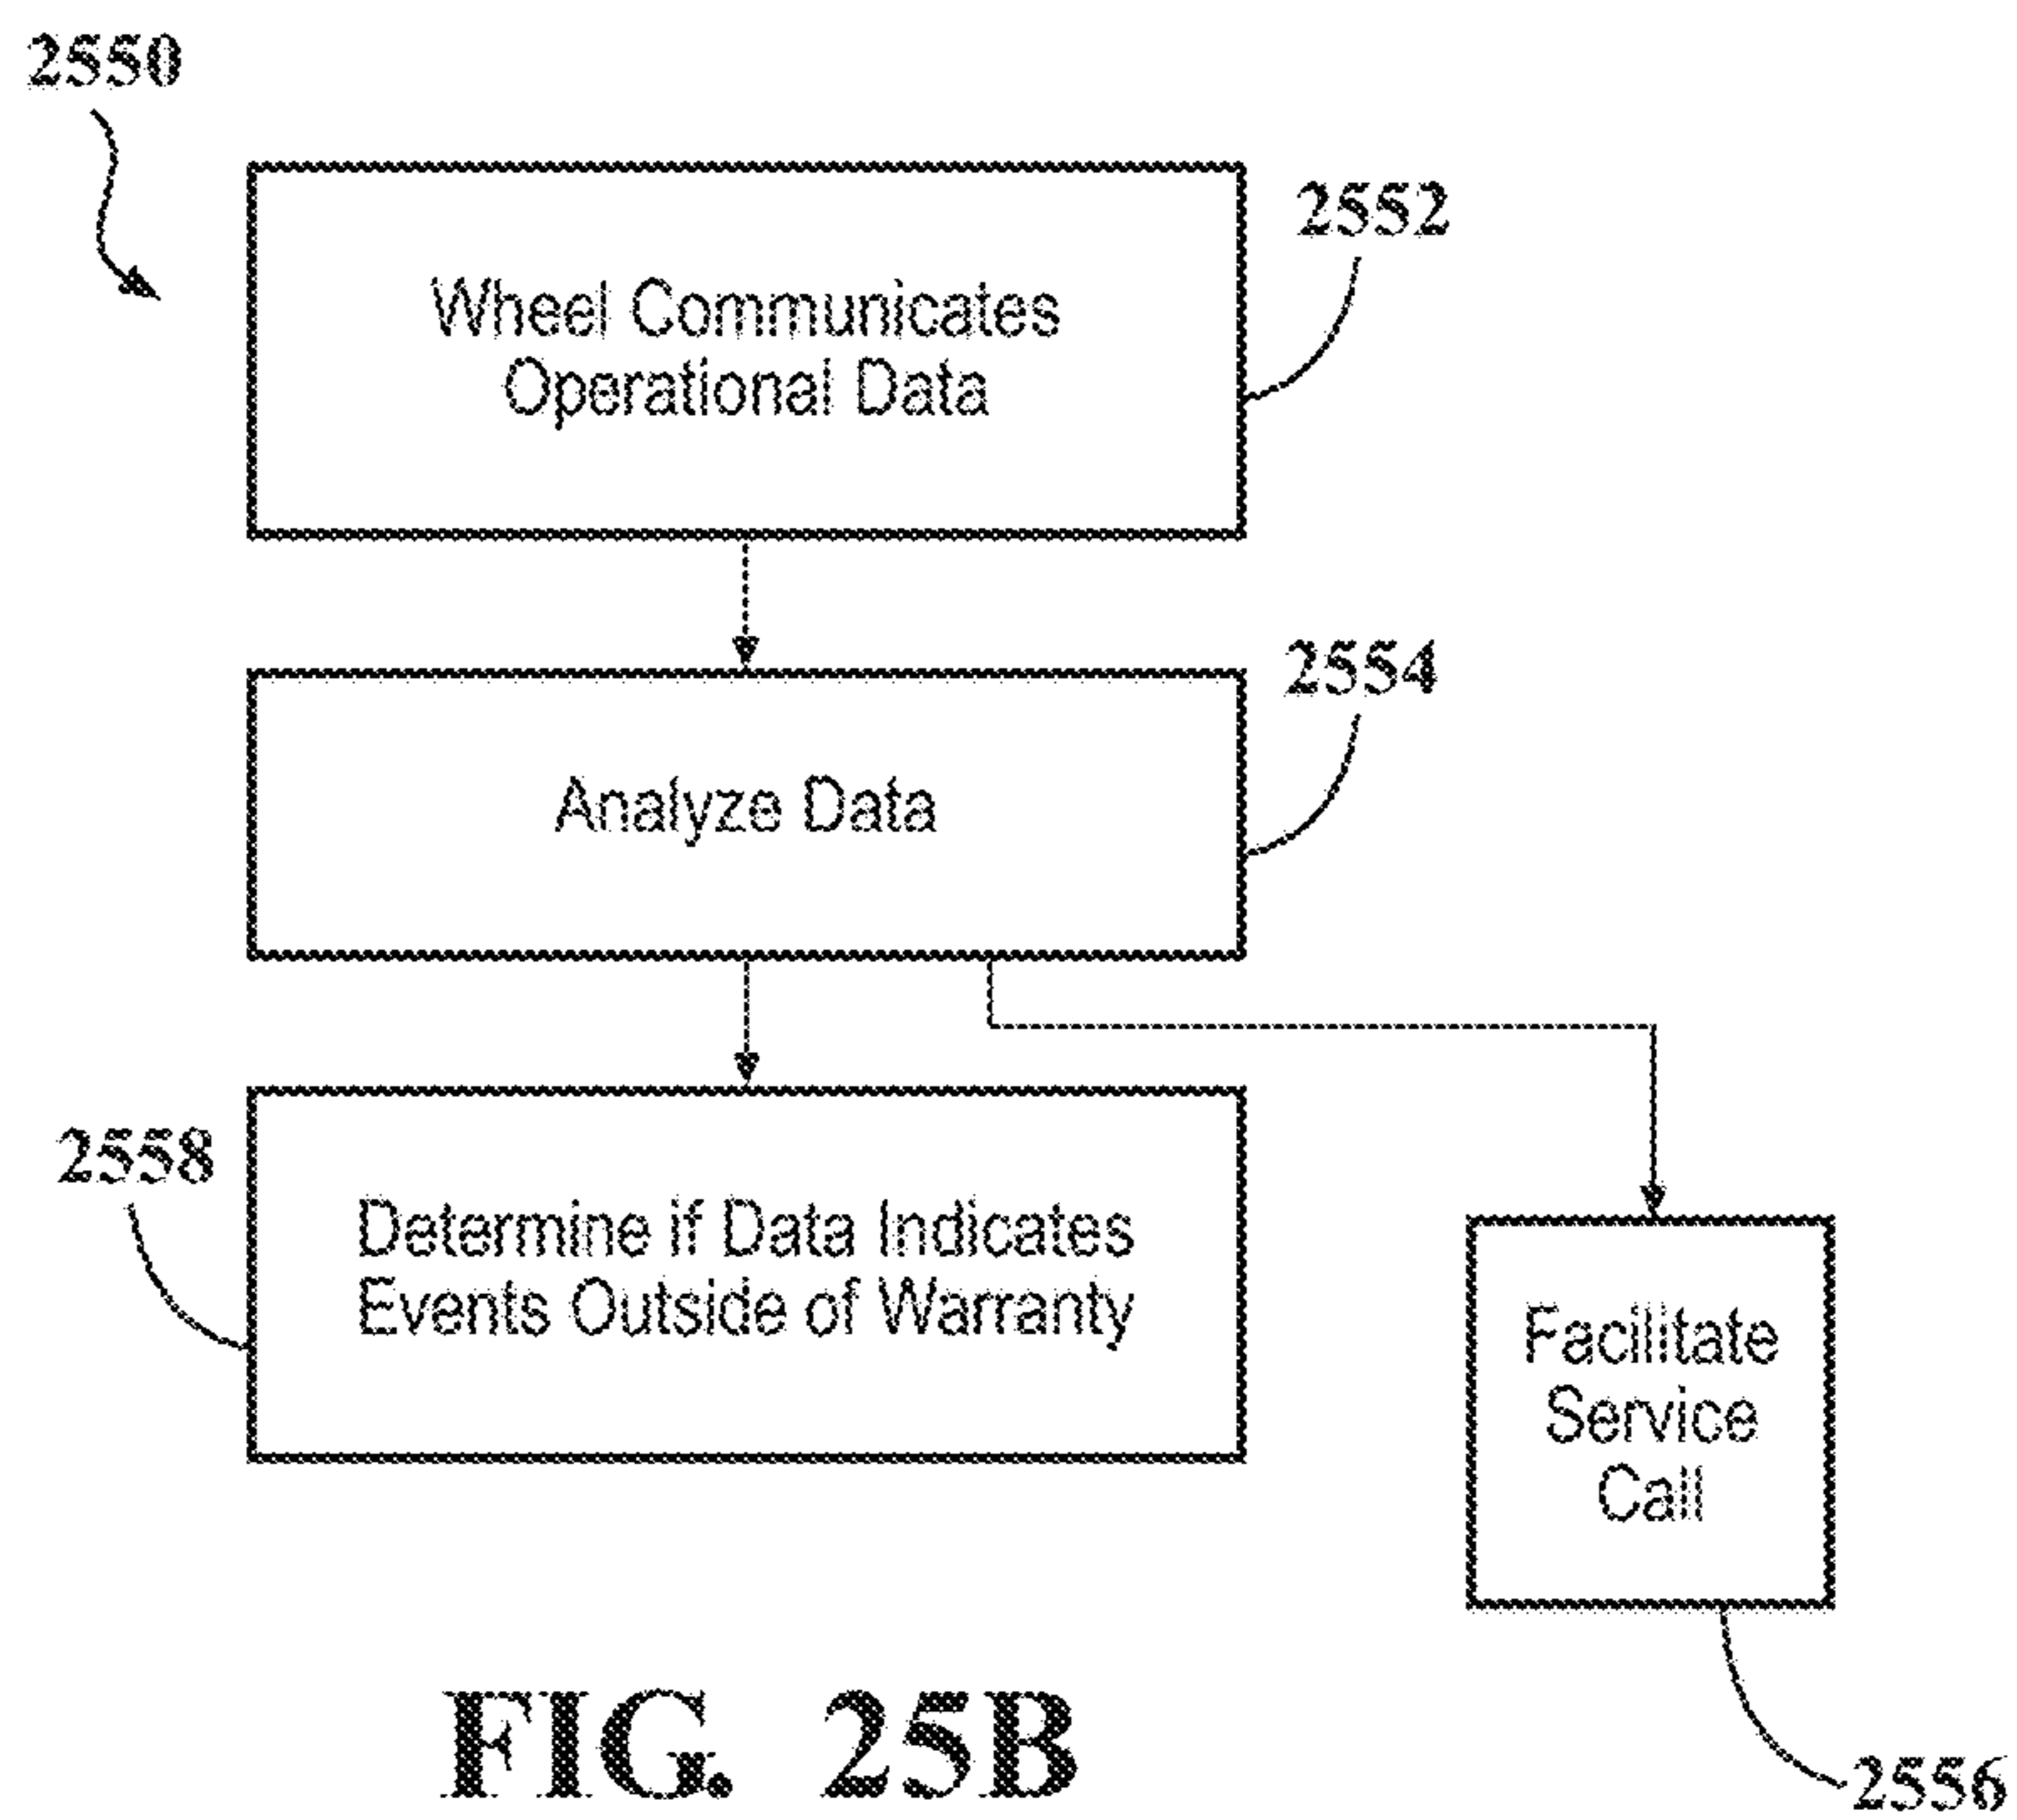 2550
2552
Wheel Communicates
Operational Data
2554
Analyze Data
2558
Determine if Data Indicates
Events Outside of Warranty
Facilitate
Service
Call
FIG. 25B
2556